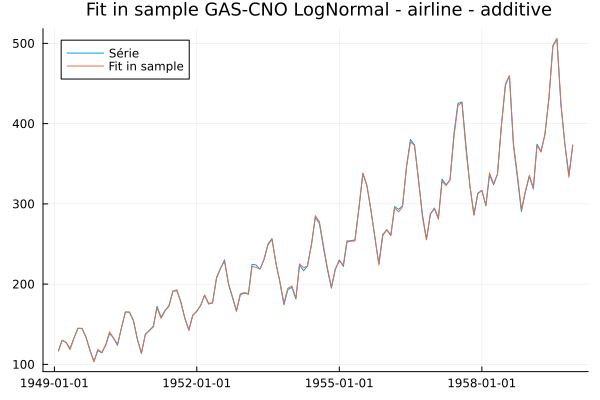 Fit in sample GAS-CNO LogNormal - airline - additive
Série
Fit in sample
500
400
300
200
100
1949-01-01 1952-01-01 1955-01-01 1958-01-01